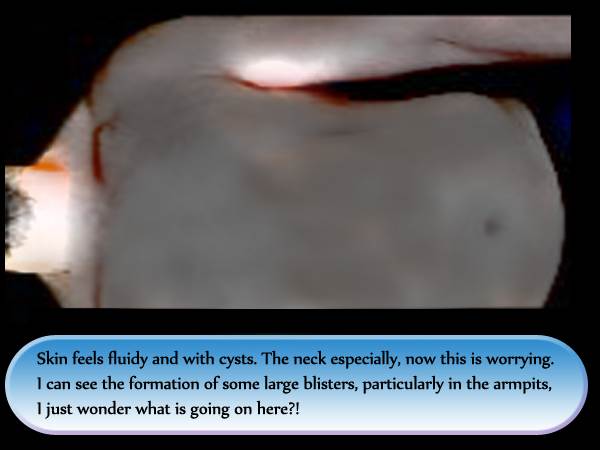 Skin feels fluidy and with cysts. The neck especially, now this is worrying.
I can see the formation of some large blisters, particularly in the armpits,
I just wonder what is going on here?!